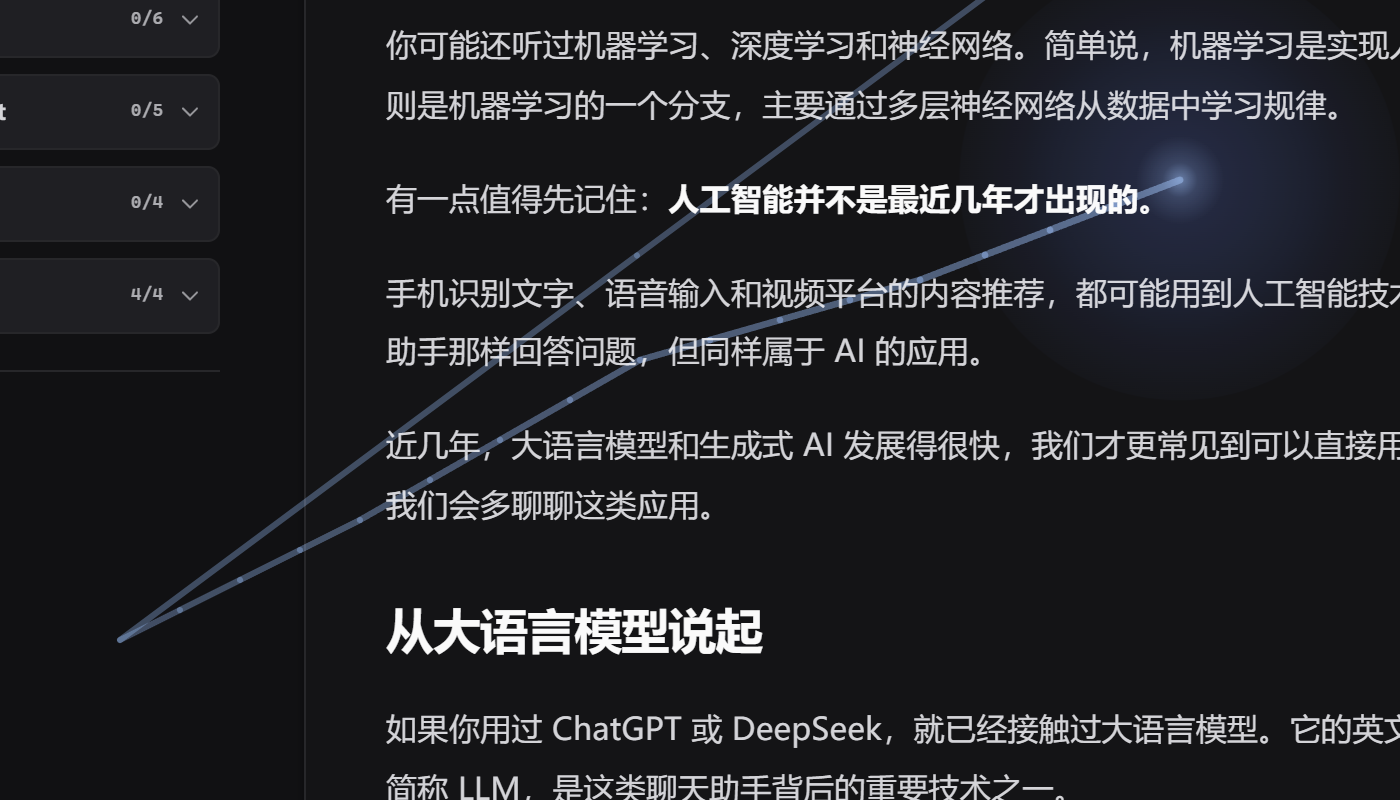 0/6
t 0/5
0/4
4/4
你可能还听过机器学习、深度学习和神经网络。简单说，机器学习是实现
则是机器学习的一个分支，主要通过多层神经网络从数据中学习规律。
有一点值得先记住：人工智能并不是最近几年才出现的。
手机识别文字、语音输入和视频平台的内容推荐，都可能用到人工智能技术
助手那样回答问题，但同样属于 AI 的应用。
近几年，大语言模型和生成式 AI 发展得很快，我们才更常见到可以直接用
我们会多聊聊这类应用。
从大语言模型说起
如果你用过 ChatGPT 或 DeepSeek，就已经接触过大语言模型。它的英文
简称 LLM，是这类聊天助手背后的重要技术之一。